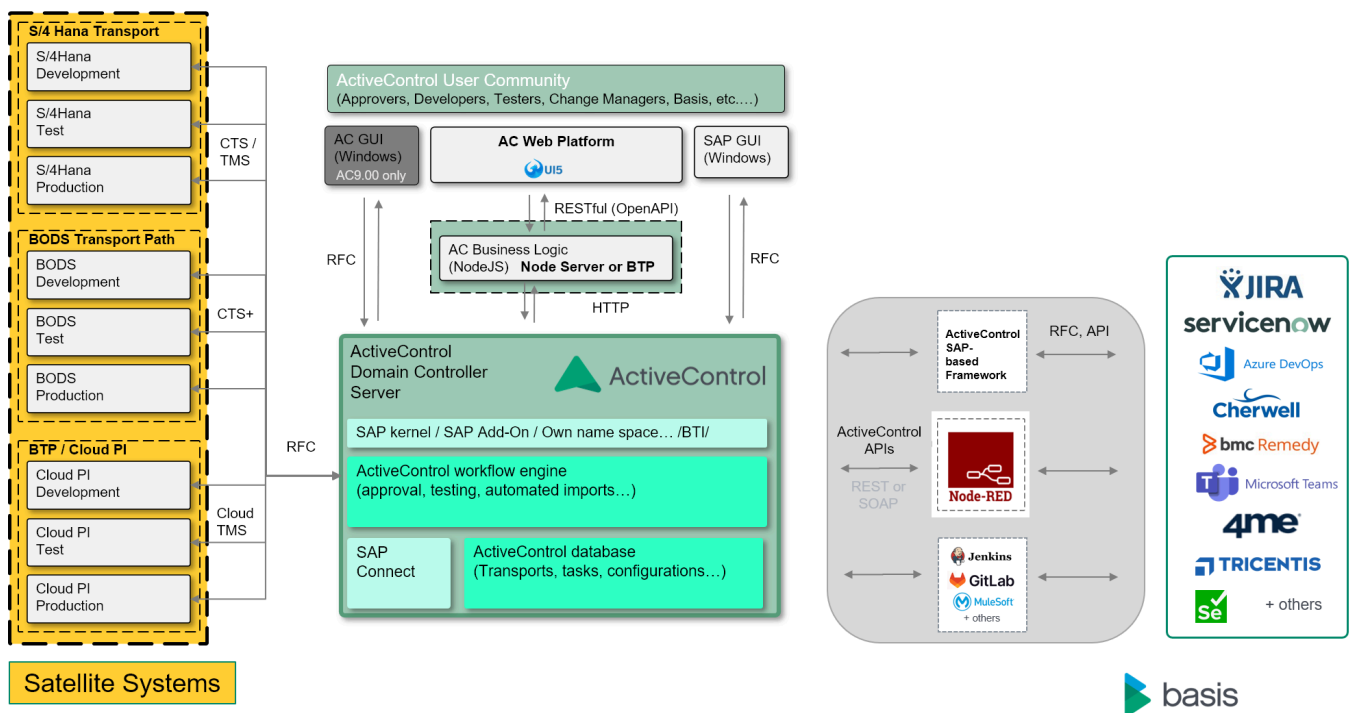 S/4 Hana Transport
S/4Hana
Development
S/4Hana
Test
S/4Hana
Production
CTS /
TMS
BODS Transport Path
BODS
Development
BODS
Test
BODS
Production
CTS+
BTP / Cloud PI
Cloud PI
Development
Cloud PI
Test
Cloud PI
Production
Cloud
TMS
RFC
Satellite Systems
ActiveControl User Community
(Approvers, Developers, Testers, Change Managers, Basis, etc.…)
AC GUI
(Windows)
AC9.00 only
AC Web Platform
UI5
SAP GUI
(Windows)
RESTful (OpenAPI)
AC Business Logic
(NodeJS) Node Server or BTP
RFC
RFC
HTTP
ActiveControl
Domain Controller
Server
ActiveControl
SAP kernel / SAP Add-On / Own name space… /BTI/
ActiveControl workflow engine
(approval, testing, automated imports…)
SAP
Connect
ActiveControl database
(Transports, tasks, configurations…)
ActiveControl
SAP-
based
Framework
RFC, API
ActiveControl
APIs
REST or
SOAP
Node-RED
Jenkins
GitLab
MuleSoft
+ others
JIRA
servicenow
Azure DevOps
Cherwell
bmc Remedy
Microsoft Teams
4me
TRICENTIS
Se
+ others
basis